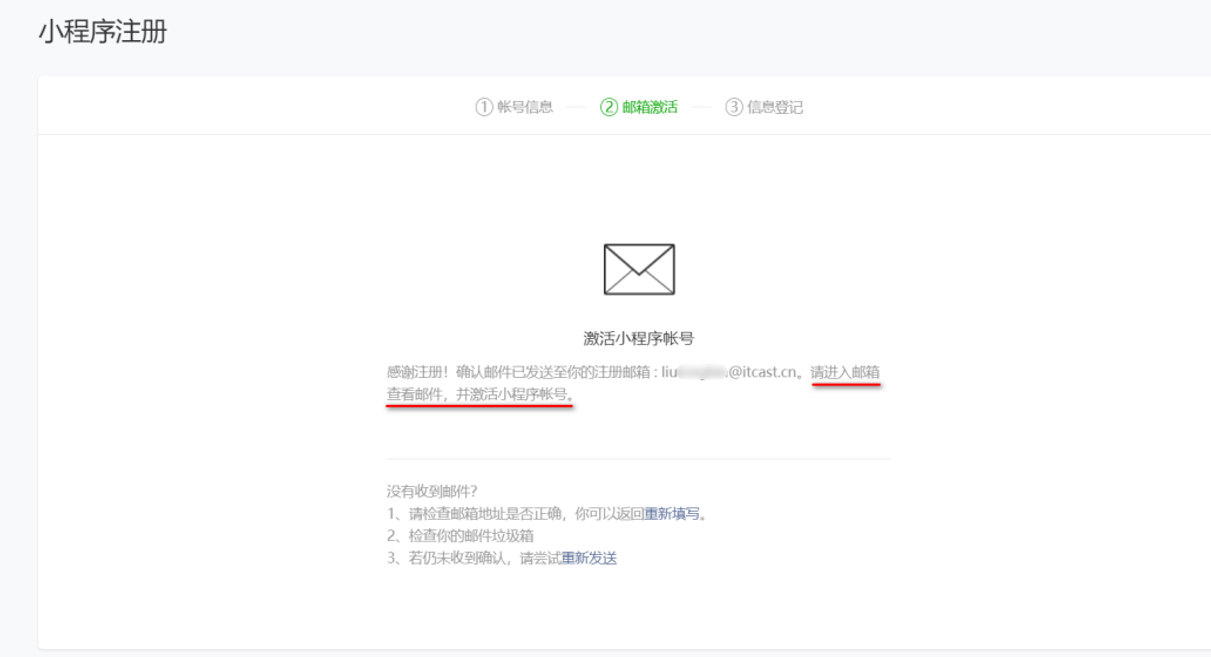 小程序注册
① 帐号信息 ② 邮箱激活 ③ 信息登记
激活小程序帐号
感谢注册！确认邮件已发送至你的注册邮箱 : liu .@itcast.cn。请进入邮箱
查看邮件，并激活小程序帐号。
没有收到邮件？
1、请检查邮箱地址是否正确，你可以返回重新填写。
2、检查你的邮件垃圾箱
3、若仍未收到确认，请尝试重新发送